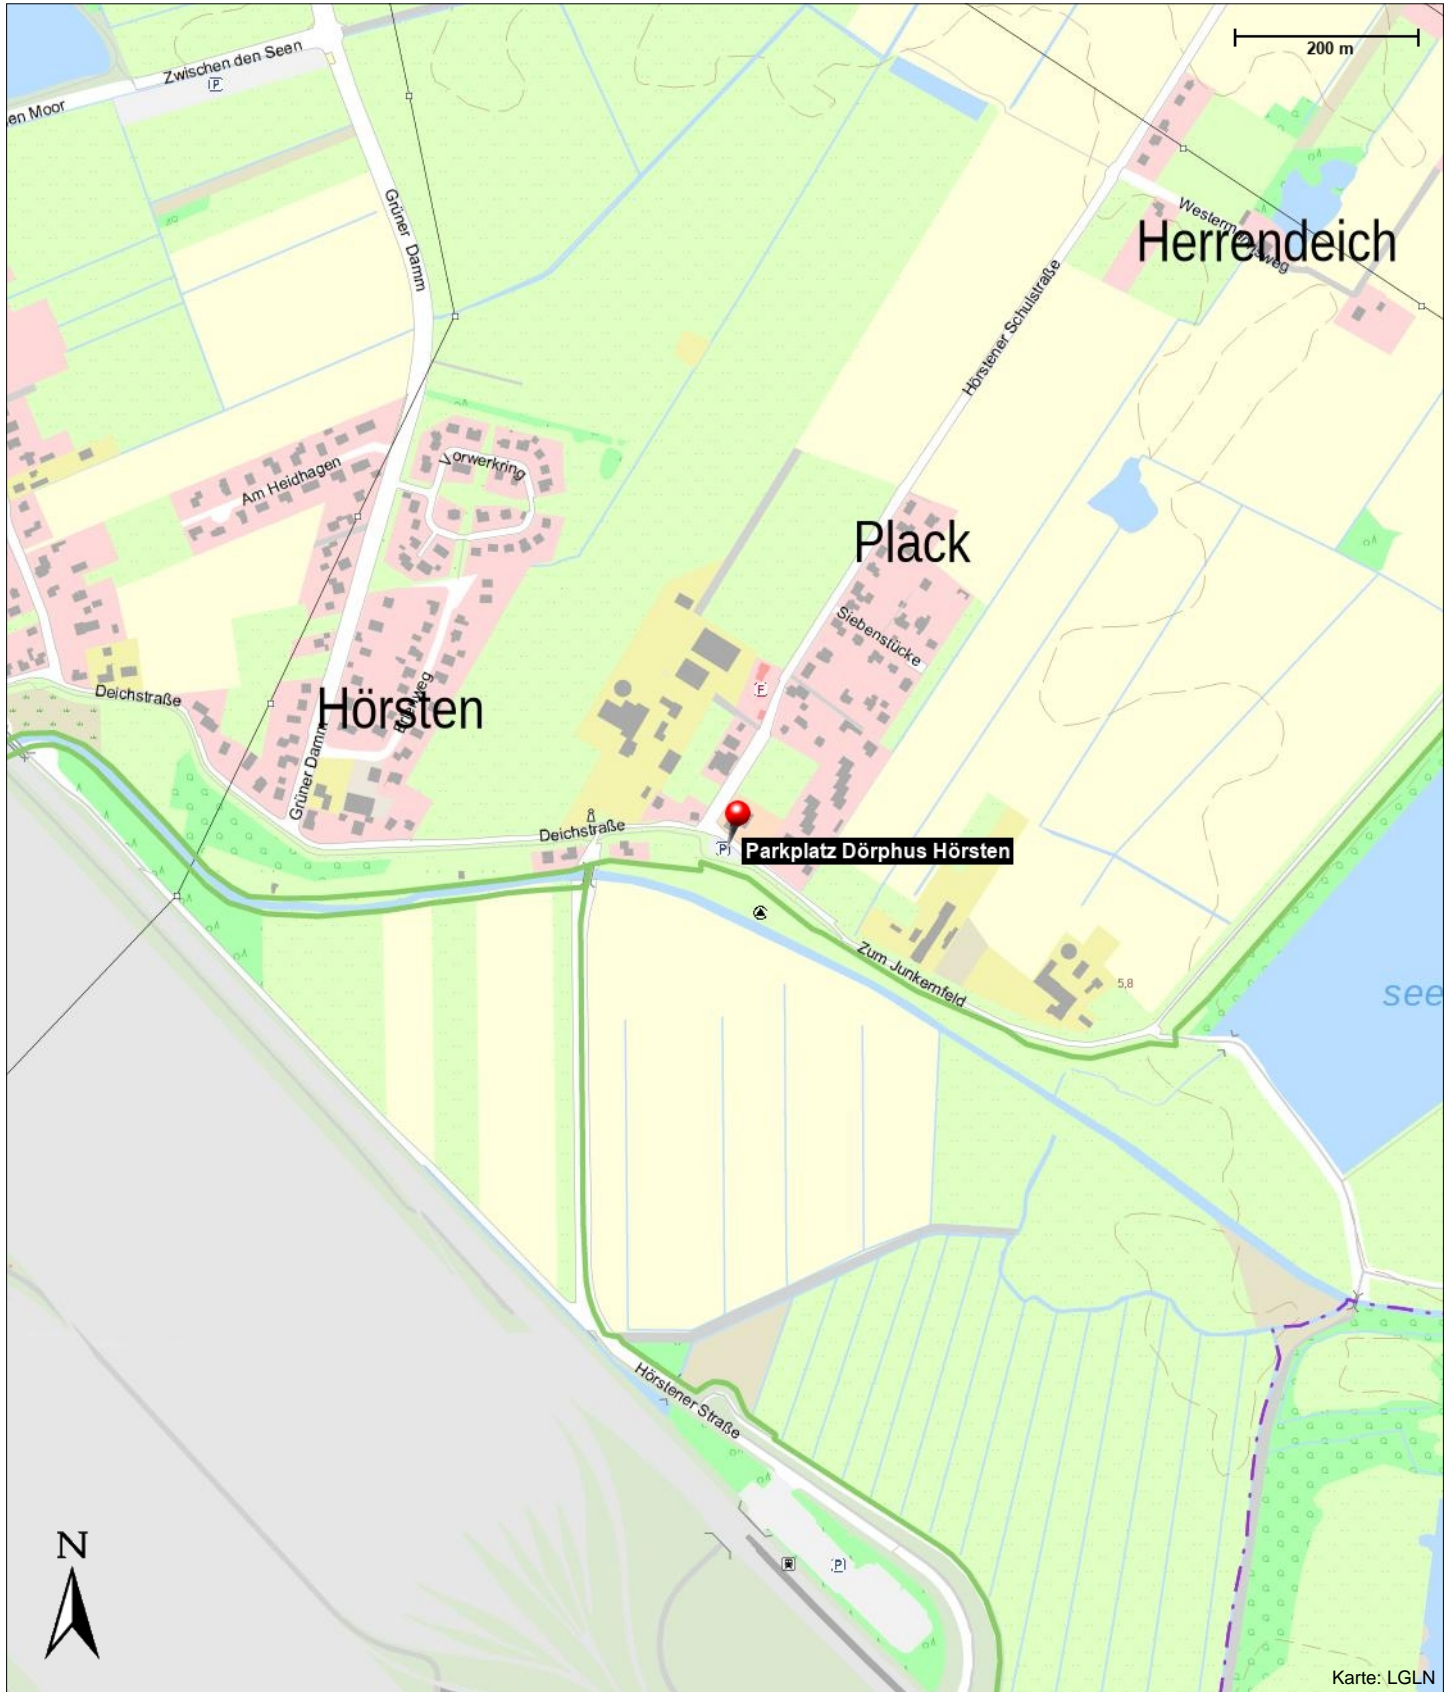 200 m
Zwischen den Seen
P
en Moor
Grüner Damm
Westermannsweg
Herrendeich
Hörstener Schulstraße
Vorwerkring
Am Heidhagen
Plack
Siebenstücke
Deichstraße
F
Hörsten
Grüner Damm
Deichstraße
P
Parkplatz Dörphus Hörsten
Zum Junkernfeld
5,8
see
Hörstener Straße
P
N
Karte: LGLN